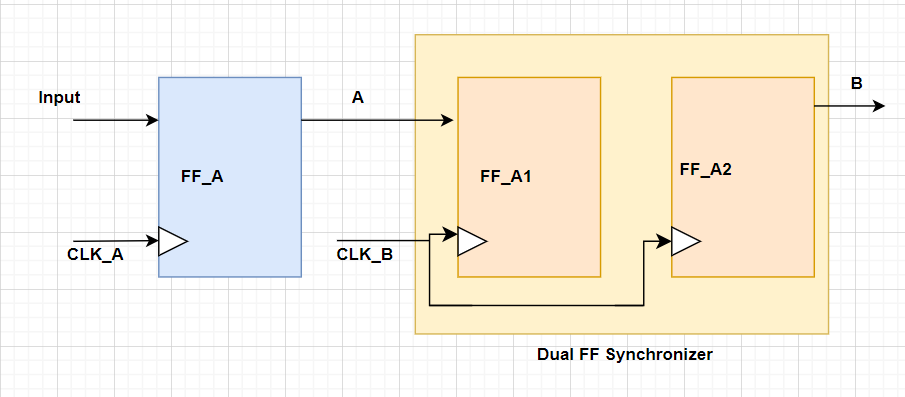 Input
A
B
FF_A
FF_A1
FF_A2
CLK_A
CLK_B
Dual FF Synchronizer